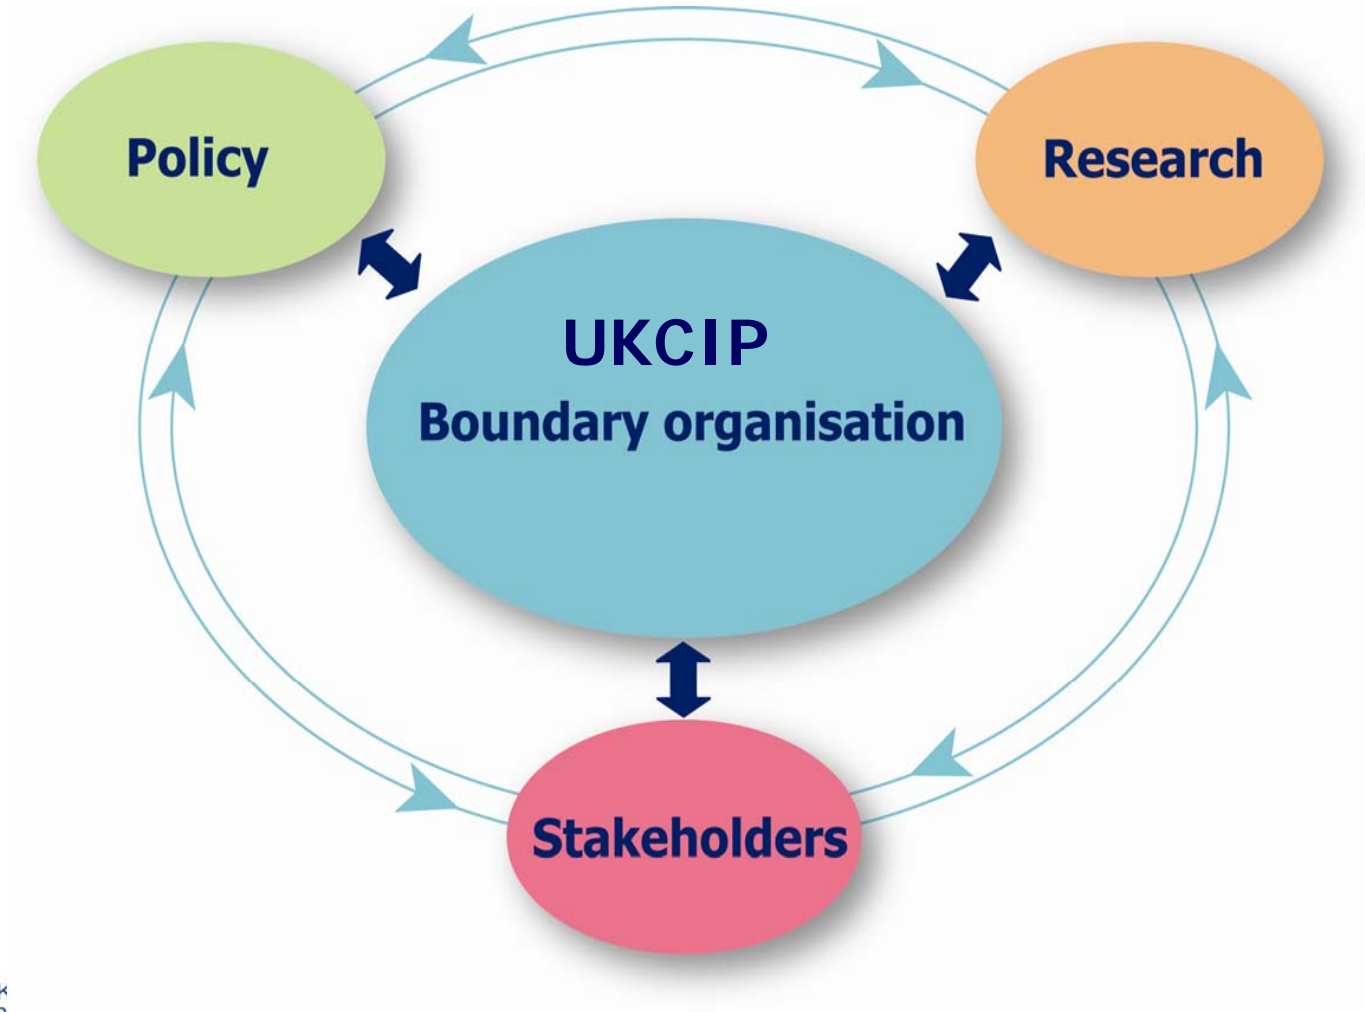 Policy
Research
UKCIP
Boundary organisation
Stakeholders